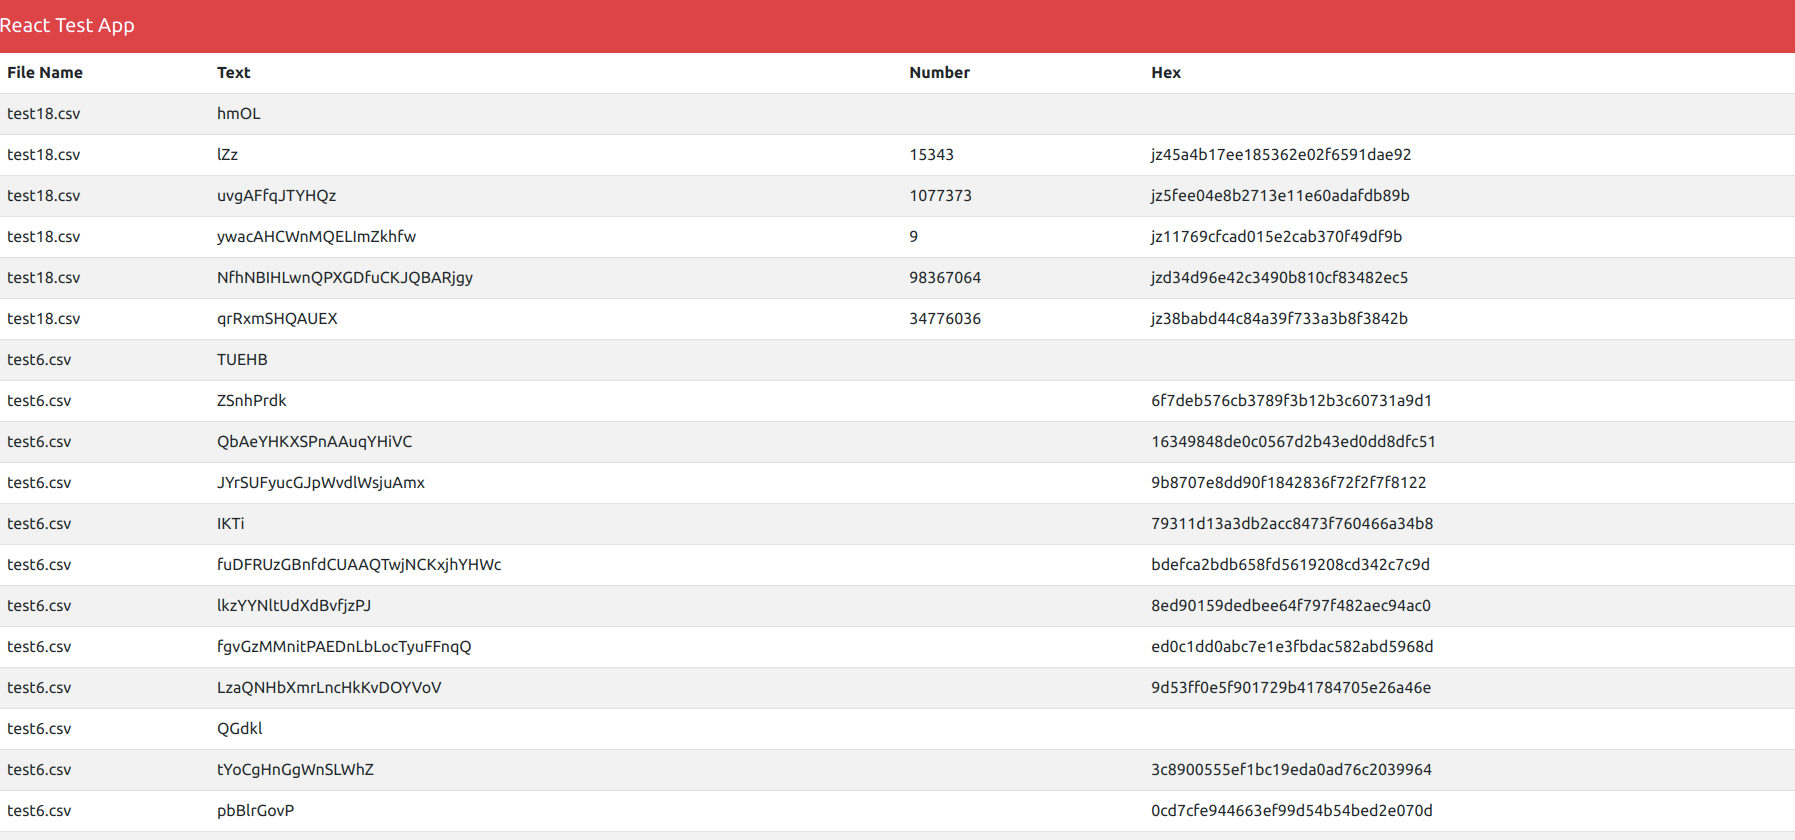 React Test App
File Name Text Number Hex
test18.csv hmOL
test18.csv lZz 15343 jz45a4b17ee185362e02f6591dae92
test18.csv uvgAFfqJTYHQz 1077373 jz5fee04e8b2713e11e60adafdb89b
test18.csv ywacAHCWnMQELImZkhfw 9 jz11769cfcad015e2cab370f49df9b
test18.csv NfhNBIHLwnQPXGDfuCKJQBARjgy 98367064 jzd34d96e42c3490b810cf83482ec5
test18.csv qrRxmSHQAUEX 34776036 jz38babd44c84a39f733a3b8f3842b
test6.csv TUEHB
test6.csv ZSnhPrdk 6f7deb576cb3789f3b12b3c60731a9d1
test6.csv QbAeYHKXSPnAAuqYHiVC 16349848de0c0567d2b43ed0dd8dfc51
test6.csv JYrSUFyucGJpWvdlWsjuAmx 9b8707e8dd90f1842836f72f2f7f8122
test6.csv IKTi 79311d13a3db2acc8473f760466a34b8
test6.csv fuDFRUzGBnfdCUAAQTwjNCKxjhYHWc bdefca2bdb658fd5619208cd342c7c9d
test6.csv lkzYYNltUdXdBvfjzPJ 8ed90159dedbee64f797f482aec94ac0
test6.csv fgvGzMMnitPAEDnLbLocTyuFFnqQ ed0c1dd0abc7e1e3fbdac582abd5968d
test6.csv LzaQNHbXmrLncHkKvDOYVoV 9d53ff0e5f901729b41784705e26a46e
test6.csv QGdkl
test6.csv tYoCgHnGgWnSLWhZ 3c8900555ef1bc19eda0ad76c2039964
test6.csv pbBlrGovP 0cd7cfe944663ef99d54b54bed2e070d